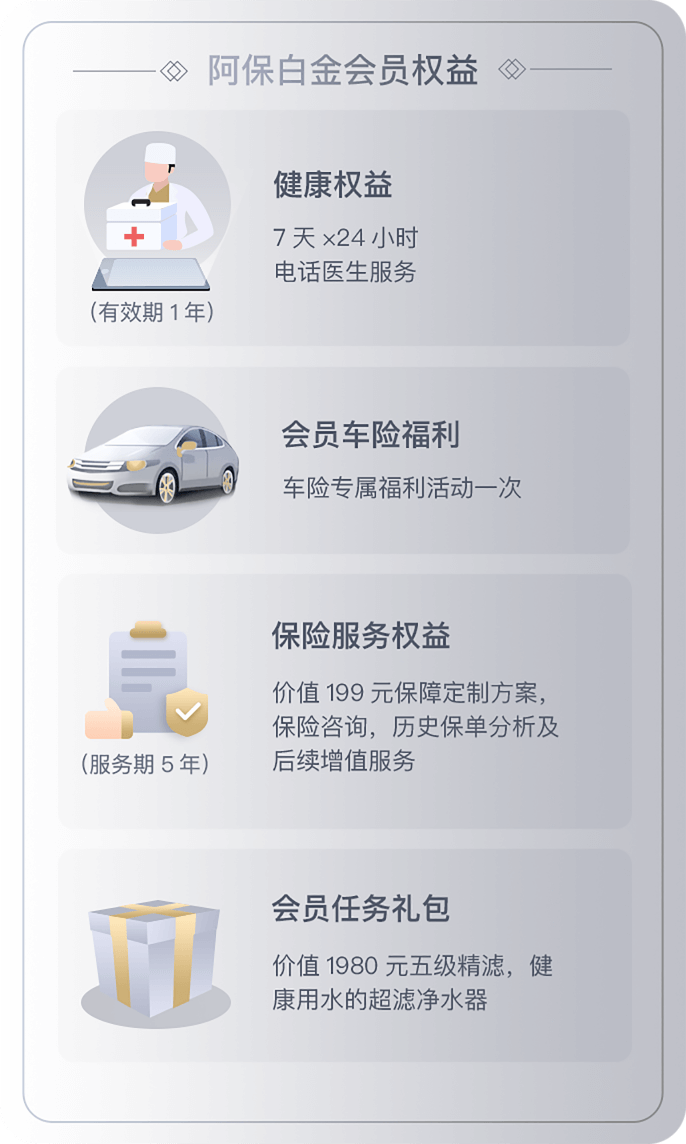 阿保白金会员权益
健康权益
7 天 ×24 小时
电话医生服务
(有效期 1 年)
会员车险福利
车险专属福利活动一次
保险服务权益
价值 199 元保障定制方案，
保险咨询，历史保单分析及
后续增值服务
(服务期 5 年)
会员任务礼包
价值 1980 元五级精滤，健
康用水的超滤净水器